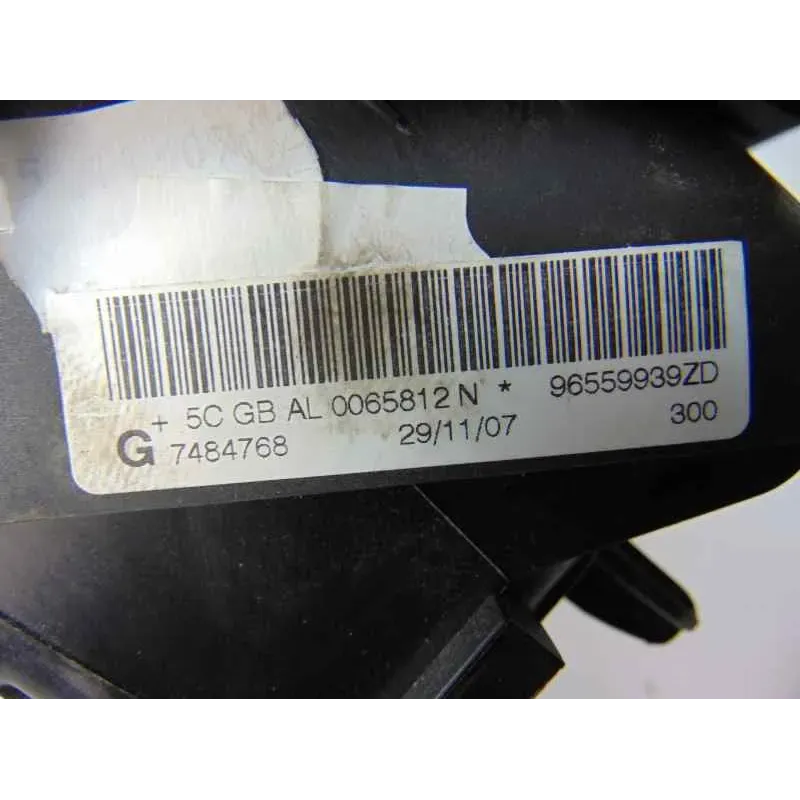 + 5C GB AL 0065812 N * 96559939ZD
G 7484768 29/11/07 300